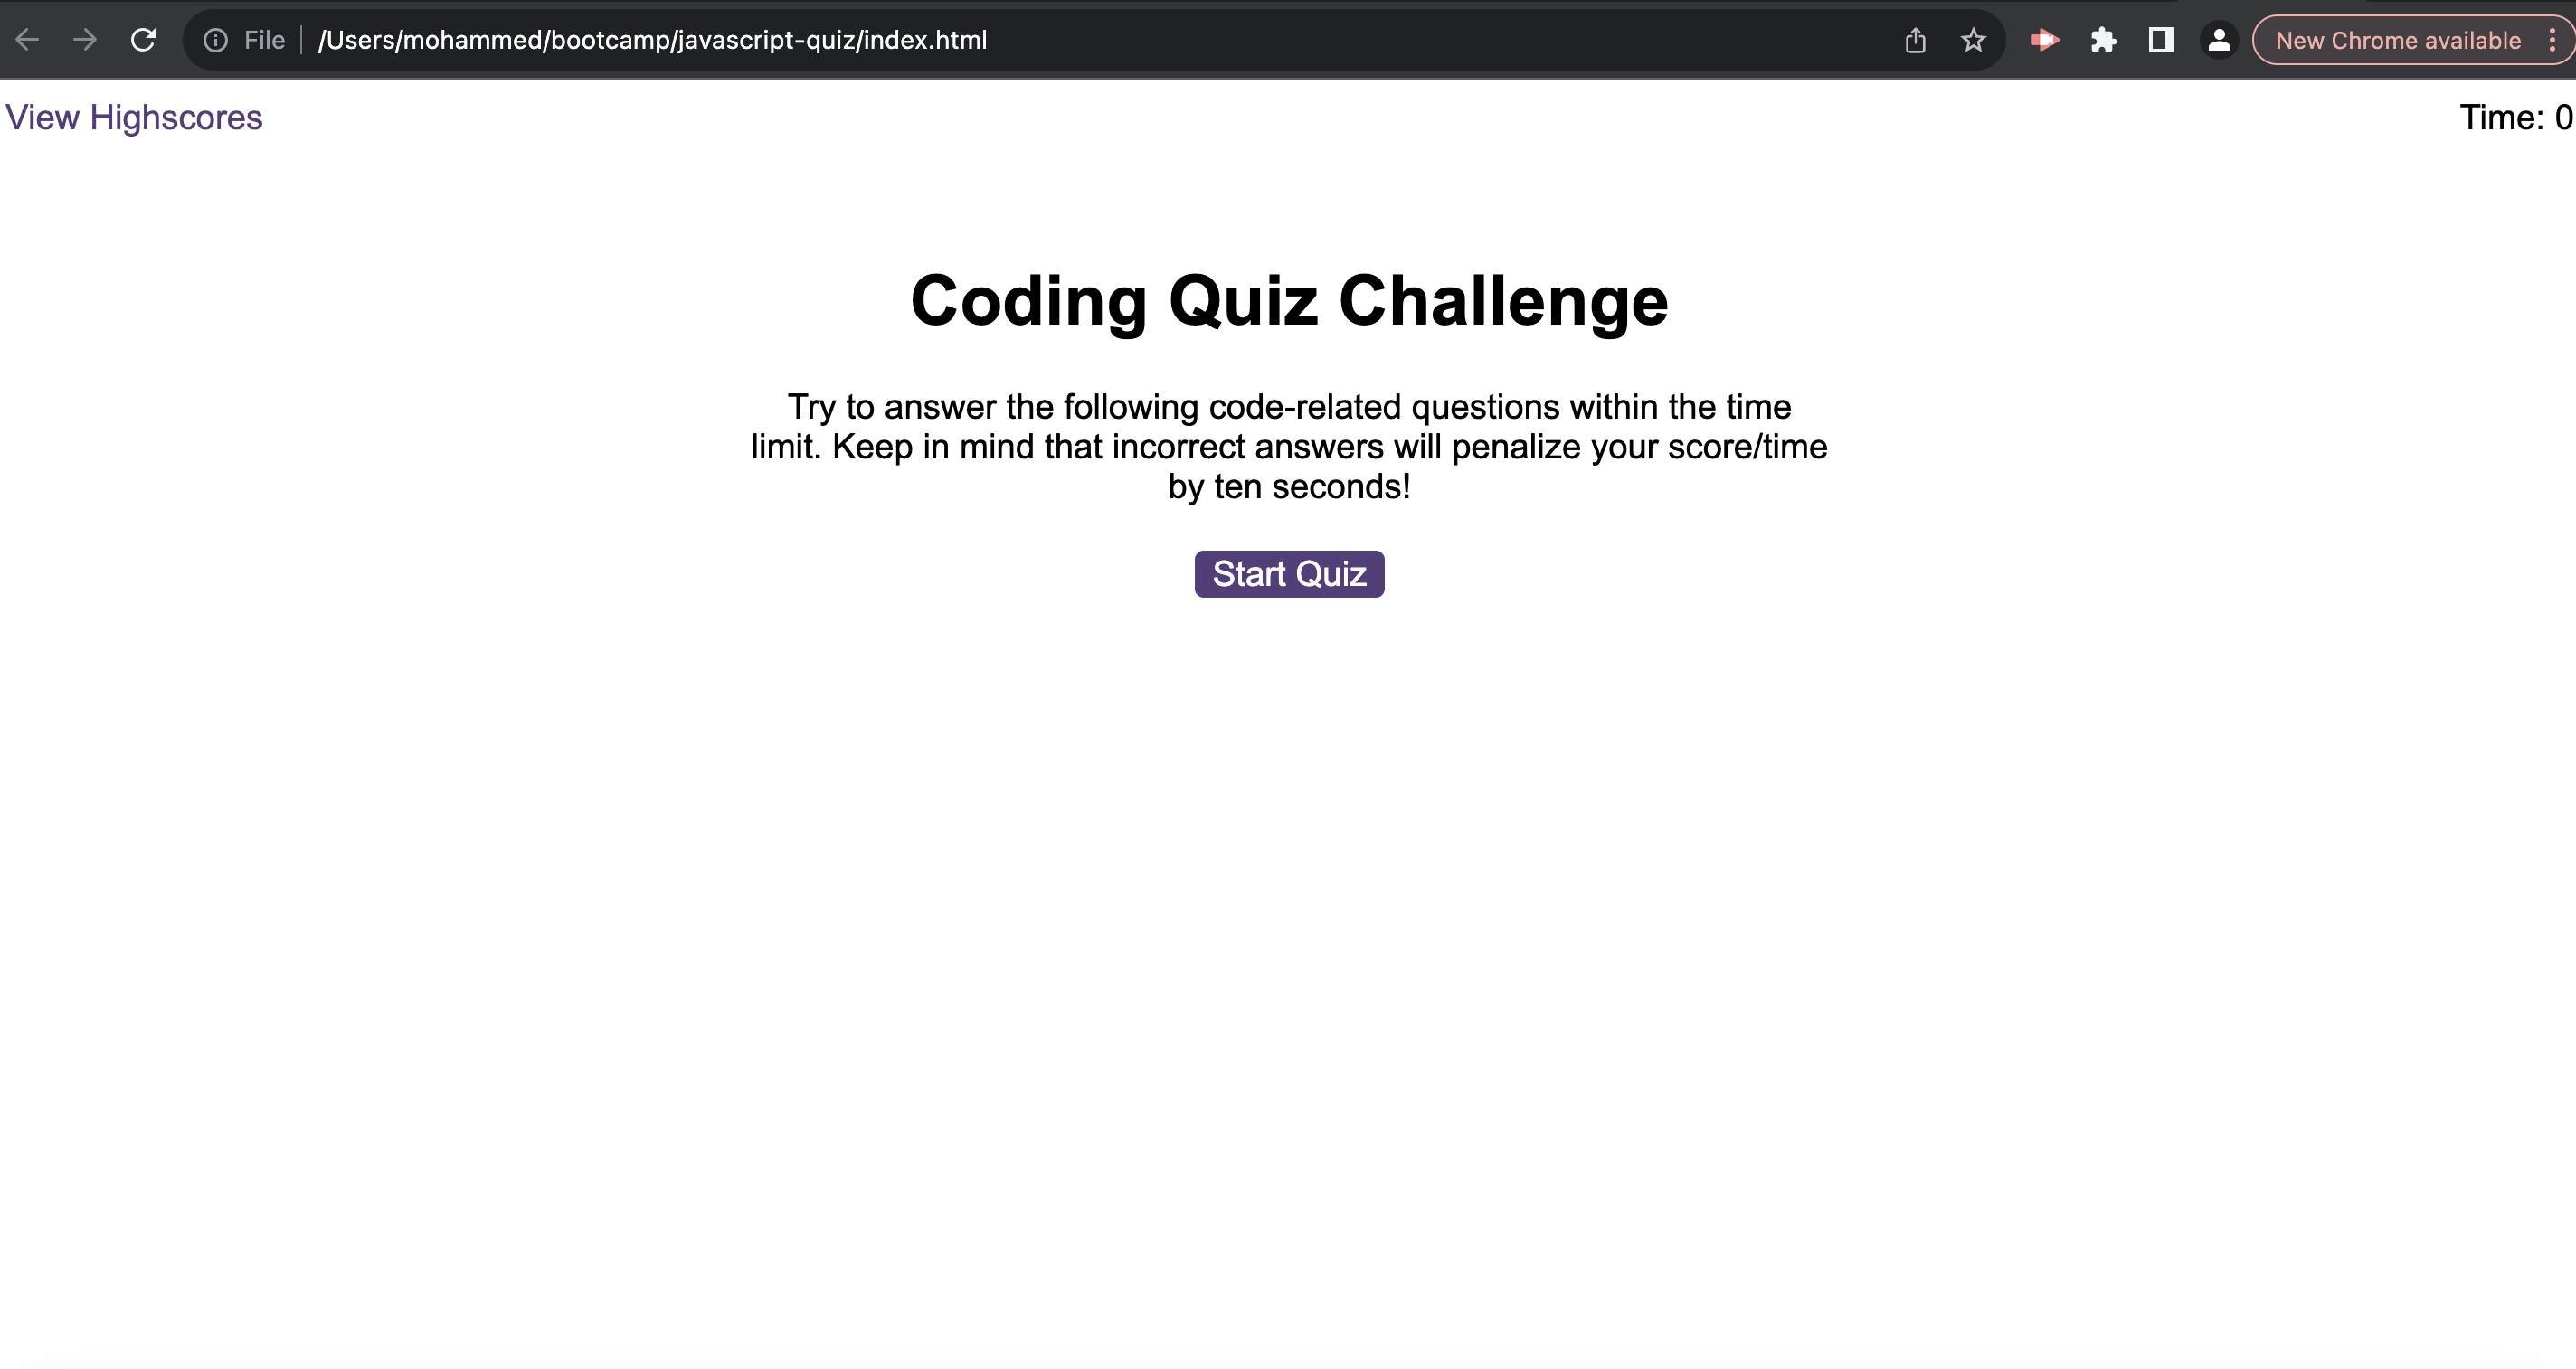 File /Users/mohammed/bootcamp/javascript-quiz/index.html
New Chrome available
View Highscores
Time: 0
Coding Quiz Challenge
Try to answer the following code-related questions within the time
limit. Keep in mind that incorrect answers will penalize your score/time
by ten seconds!
Start Quiz